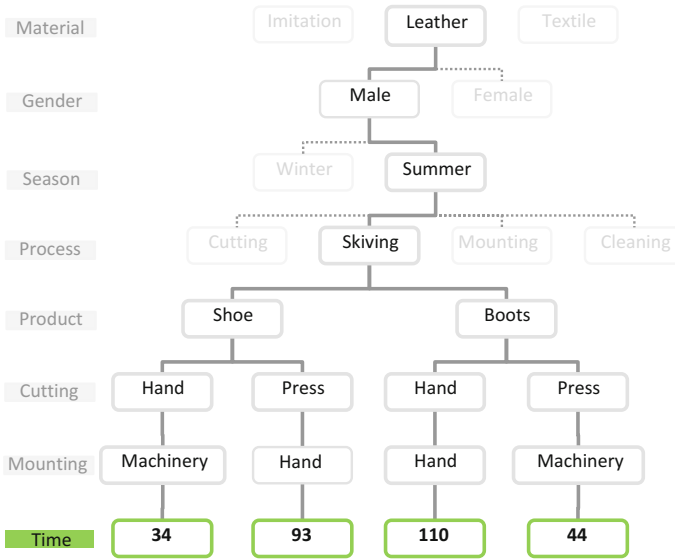 Material Imitation Leather Textile
Gender Male Female
Season Winter Summer
Process Cutting Skiving Mounting Cleaning
Product Shoe Boots
Cutting Hand Press Hand Press
Mounting Machinery Hand Hand Machinery
Time 34 93 110 44